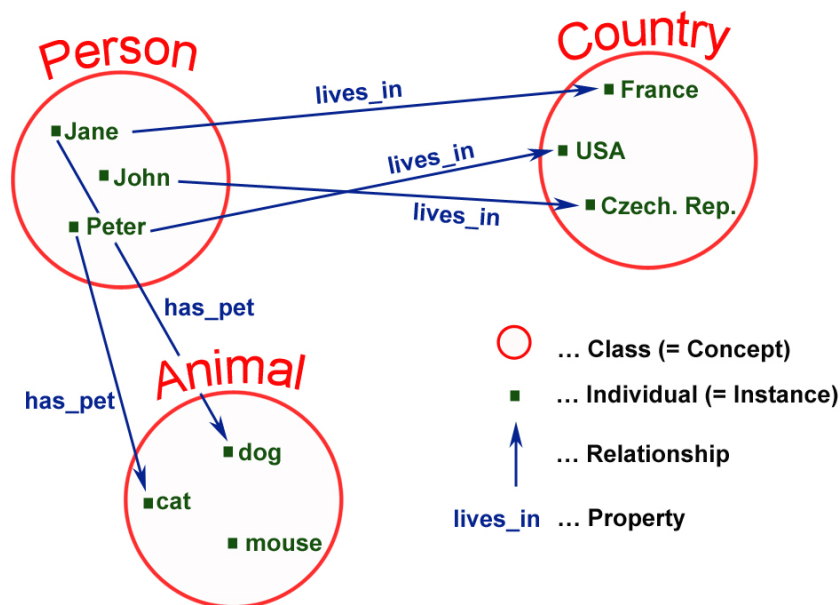 Person
Country
Jane
John
Peter
lives_in
lives_in
lives_in
France
USA
Czech. Rep.
has_pet
has_pet
Animal
dog
cat
mouse
... Class (= Concept)
... Individual (= Instance)
... Relationship
lives_in ... Property